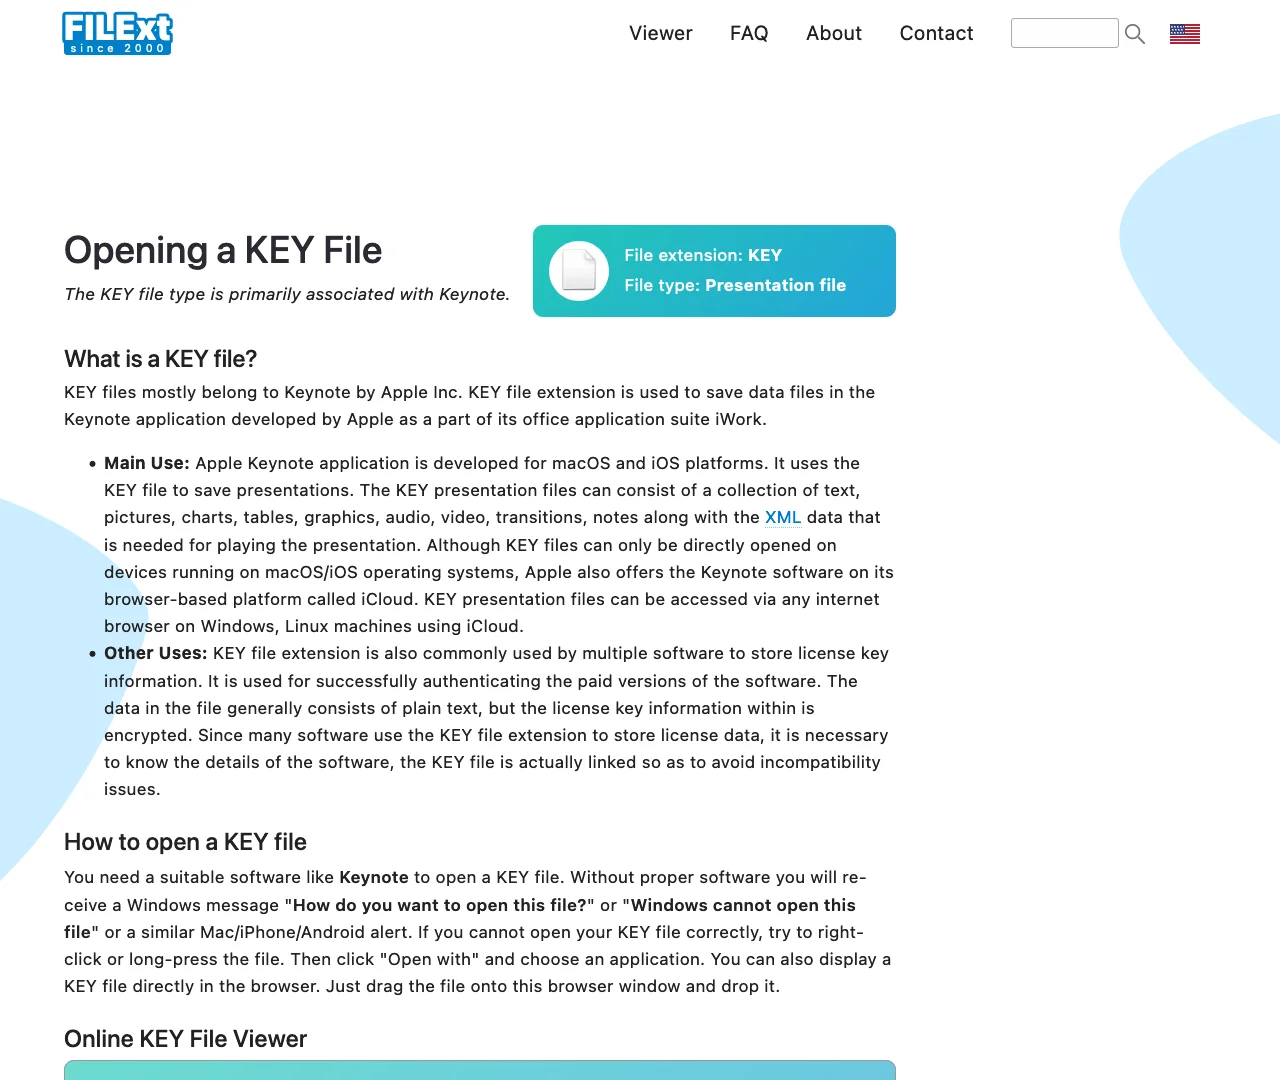 FILExt
since 2000
Viewer FAQ About Contact
Opening a KEY File
The KEY file type is primarily associated with Keynote.
File extension: KEY
File type: Presentation file
What is a KEY file?
KEY files mostly belong to Keynote by Apple Inc. KEY file extension is used to save data files in the
Keynote application developed by Apple as a part of its office application suite iWork.
• Main Use: Apple Keynote application is developed for macOS and iOS platforms. It uses the
KEY file to save presentations. The KEY presentation files can consist of a collection of text,
pictures, charts, tables, graphics, audio, video, transitions, notes along with the XML data that
is needed for playing the presentation. Although KEY files can only be directly opened on
devices running on macOS/iOS operating systems, Apple also offers the Keynote software on its
browser-based platform called iCloud. KEY presentation files can be accessed via any internet
browser on Windows, Linux machines using iCloud.
• Other Uses: KEY file extension is also commonly used by multiple software to store license key
information. It is used for successfully authenticating the paid versions of the software. The
data in the file generally consists of plain text, but the license key information within is
encrypted. Since many software use the KEY file extension to store license data, it is necessary
to know the details of the software, the KEY file is actually linked so as to avoid incompatibility
issues.
How to open a KEY file
You need a suitable software like Keynote to open a KEY file. Without proper software you will re-
ceive a Windows message "How do you want to open this file?" or "Windows cannot open this
file" or a similar Mac/iPhone/Android alert. If you cannot open your KEY file correctly, try to right-
click or long-press the file. Then click "Open with" and choose an application. You can also display a
KEY file directly in the browser. Just drag the file onto this browser window and drop it.
Online KEY File Viewer